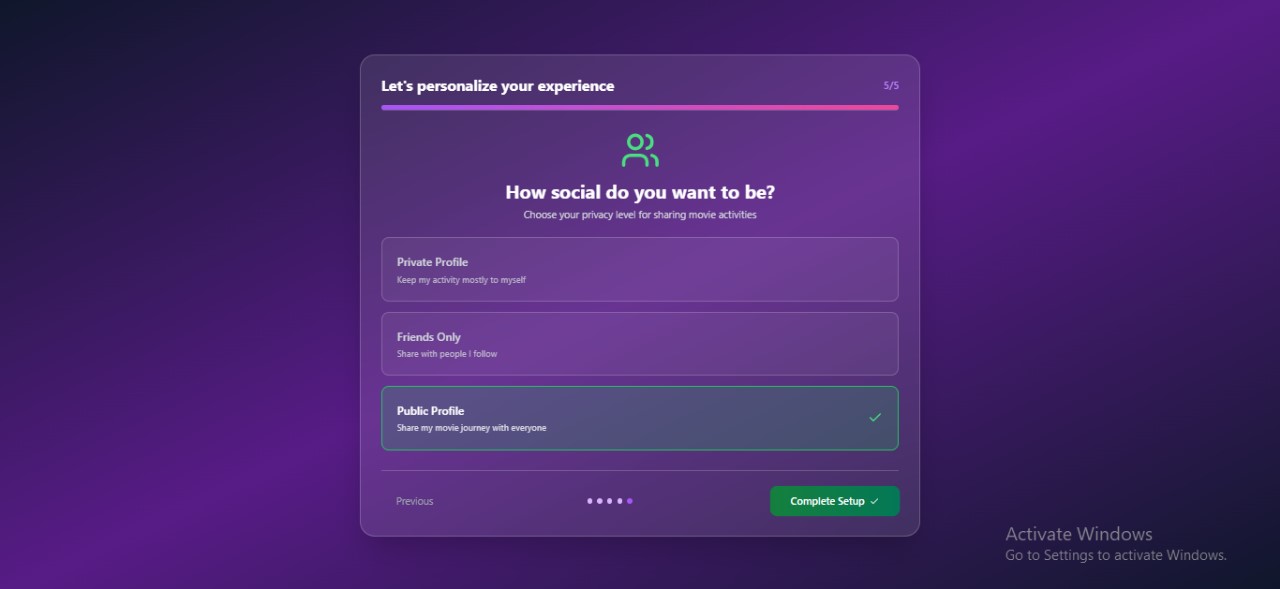 Let's personalize your experience
5/5
How social do you want to be?
Choose your privacy level for sharing movie activities
Private Profile
Keep my activity mostly to myself
Friends Only
Share with people I follow
Public Profile
Share my movie journey with everyone
Previous
Complete Setup
Activate Windows
Go to Settings to activate Windows.